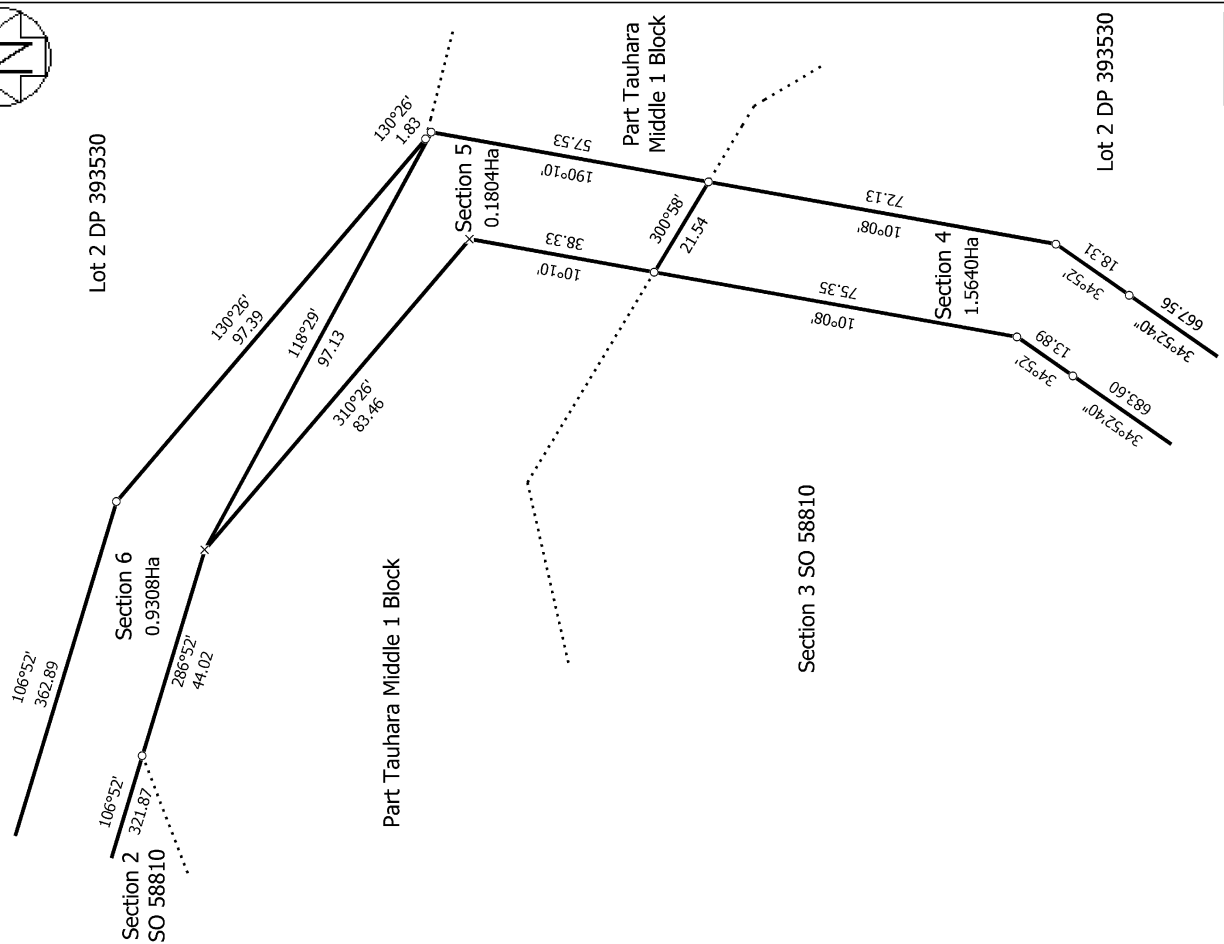 N
Lot 2 DP 393530
130°26'
1.83
Part Tauhara
Middle 1 Block
Lot 2 DP 393530
Section 5
0.1804Ha
57.53
190°10'
300°58'
21.54
72.13
10°08'
38.33
10°10'
130°26'
97.39
118°29'
97.13
310°26'
83.46
Section 4
1.5640Ha
75.35
10°08'
18.31
34°52'
667.56
34°52'40"
13.89
34°52'
683.60
34°52'40"
Section 6
0.9308Ha
106°52'
362.89
286°52'
44.02
106°52'
321.87
Part Tauhara Middle 1 Block
Section 3 SO 58810
Section 2
SO 58810